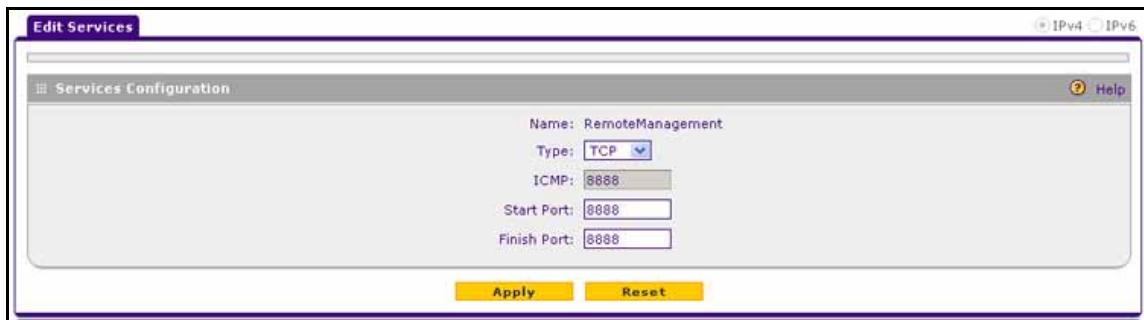 Edit Services
IPv4 IPv6
Services Configuration
Help
Name: RemoteManagement
Type: TCP
ICMP: 8888
Start Port: 8888
Finish Port: 8888
Apply Reset